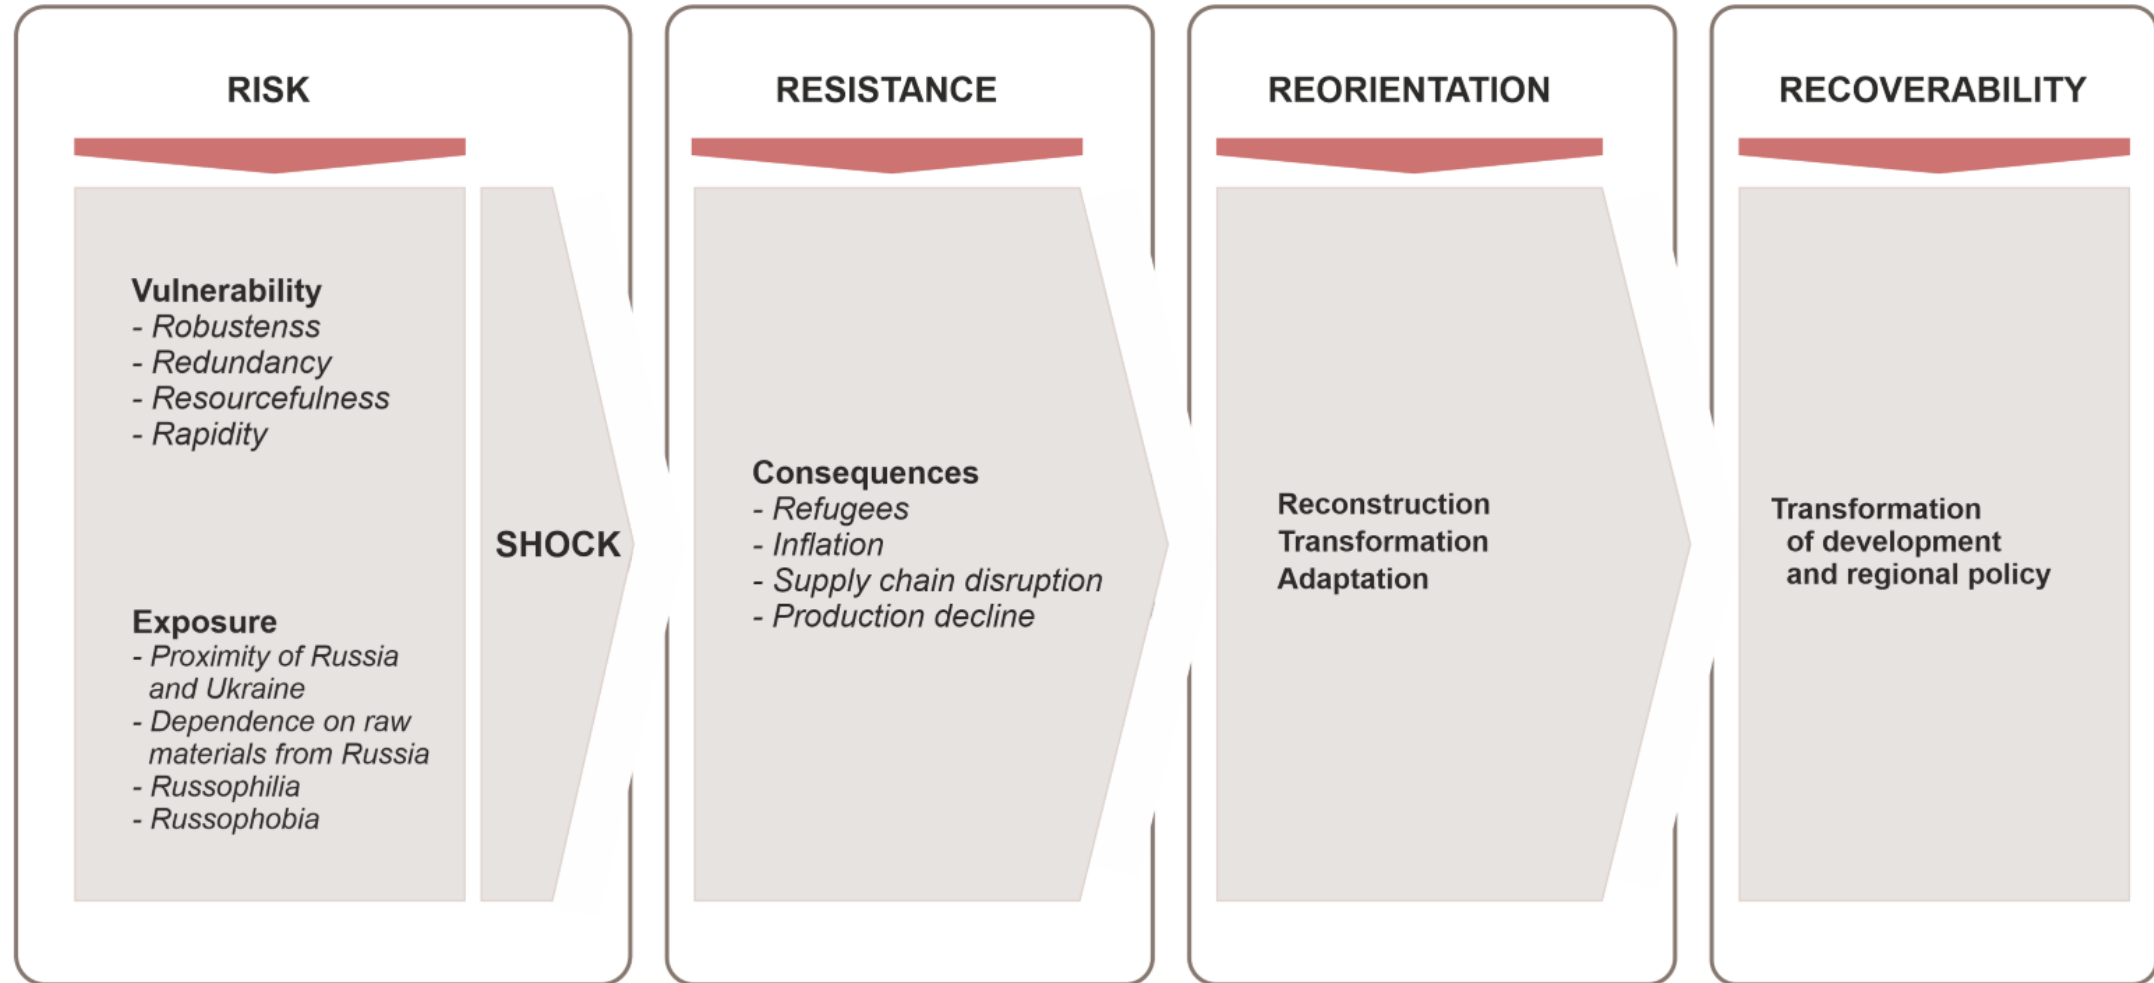 RISK
Vulnerability
- Robustenss
- Redundancy
- Resourcefulness
- Rapidity
Exposure
- Proximity of Russia
and Ukraine
- Dependence on raw
materials from Russia
- Russophilia
- Russophobia
SHOCK
RESISTANCE
Consequences
- Refugees
- Inflation
- Supply chain disruption
- Production decline
REORIENTATION
Reconstruction
Transformation
Adaptation
RECOVERABILITY
Transformation
of development
and regional policy